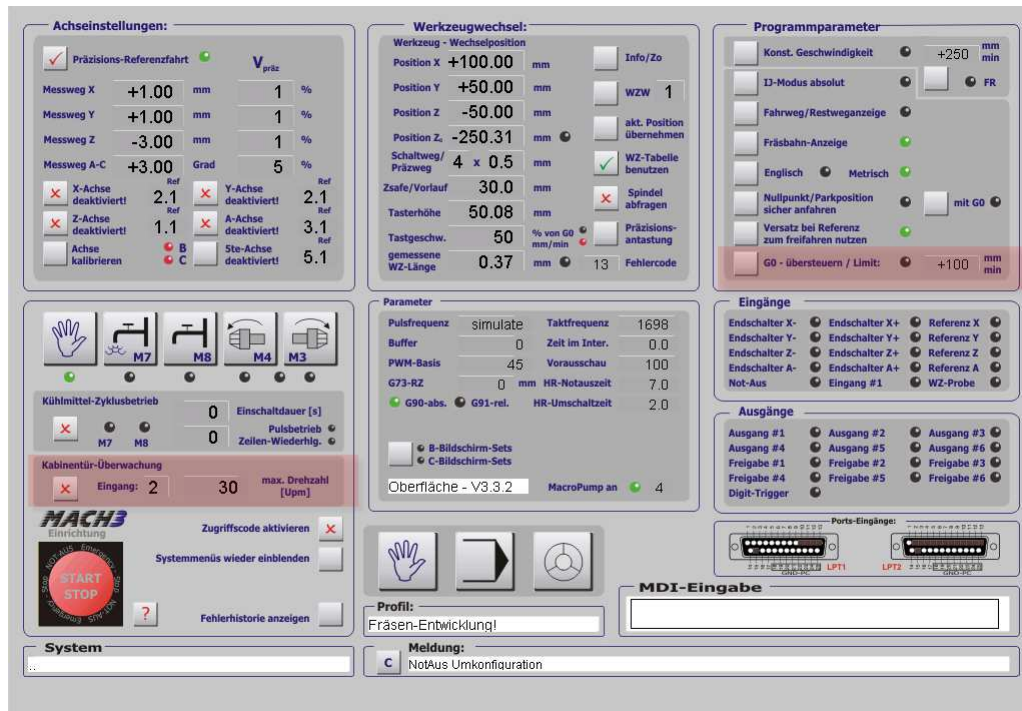 Achseinstellungen:
Präzisions-Referenzfahrt
V präz
Messweg X +1.00 mm 1 %
Messweg Y +1.00 mm 1 %
Messweg Z -3.00 mm 1 %
Messweg A-C +3.00 Grad 5 %
X-Achse deaktiviert! Ref 2.1 Y-Achse deaktiviert! Ref 2.1
Z-Achse deaktiviert! Ref 1.1 A-Achse deaktiviert! Ref 3.1
Achse kalibrieren B C 5te-Achse deaktiviert! Ref 5.1
Werkzeugwechsel:
Werkzeug - Wechselposition
Position X +100.00 mm Info/Zo
Position Y +50.00 mm WZW 1
Position Z -50.00 mm akt. Position übernehmen
Position Z, -250.31 mm
Schaltweg/ Präzweg 4 x 0.5 mm WZ-Tabelle benutzen
Zsafe/Vorlauf 30.0 mm Spindel abfragen
Tasterhöhe 50.08 mm
Tastgeschw. 50 % von G0 mm/min Präzisions- antastung
gemessene WZ-Länge 0.37 mm 13 Fehlercode
Programmparameter
Konst. Geschwindigkeit +250 mm min
IJ-Modus absolut FR
Fahrweg/Restweganzeige
Fräsbahn-Anzeige
Englisch Metrisch
Nullpunkt/Parkposition sicher anfahren mit G0
Versatz bei Referenz zum freifahren nutzen
G0 - übersteuern / Limit: +100 mm min
M7 M8 M4 M3
Kühlmittel-Zyklusbetrieb
0 Einschaltdauer [s]
M7 M8 0 Pulsbetrieb Zeilen-Wiederhlg.
Kabinentür-Überwachung
Eingang: 2 30 max. Drehzahl [Upm]
MACH3
Einrichtung
Zugriffscode aktivieren
Systemmenüs wieder einblenden
START
STOP
NOT-AUS Emergency - Stop
NOT-AUS Emergency - Stop
?
Fehlerhistorie anzeigen
System
..
Parameter
Pulsfrequenz simulate Taktfrequenz 1698
Buffer 0 Zeit im Inter. 0.0
PWM-Basis 45 Vorausschau 100
G73-RZ 0 mm HR-Notauszeit 7.0
G90-abs. G91-rel. HR-Umschaltzeit 2.0
B-Bildschirm-Sets
C-Bildschirm-Sets
Oberfläche - V3.3.2 MacroPump an 4
Profil:
Fräsen-Entwicklung!
Meldung:
C NotAus Umkonfiguration
Eingänge
Endschalter X- Endschalter X+ Referenz X
Endschalter Y- Endschalter Y+ Referenz Y
Endschalter Z- Endschalter Z+ Referenz Z
Endschalter A- Endschalter A+ Referenz A
Not-Aus Eingang #1 WZ-Probe
Ausgänge
Ausgang #1 Ausgang #2 Ausgang #3
Ausgang #4 Ausgang #5 Ausgang #6
Freigabe #1 Freigabe #2 Freigabe #3
Freigabe #4 Freigabe #5 Freigabe #6
Digit-Trigger
Ports-Eingänge:
GND-PC LPT1 LPT2 GND-PC
MDI-Eingabe